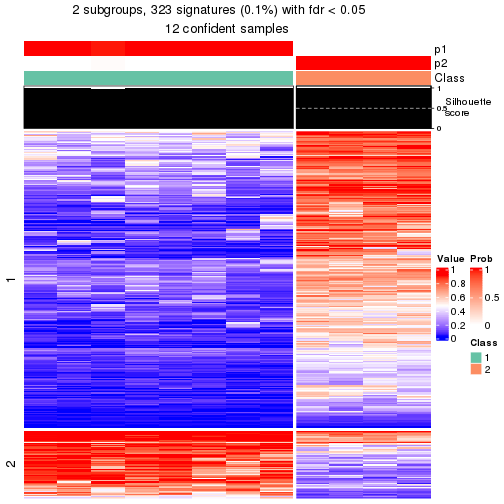 2 subgroups, 323 signatures (0.1%) with fdr < 0.05
12 confident samples
p1
p2
Class
1
0.5
0
Silhouette
score
1
2
Value
1
0.8
0.6
0.4
0.2
0
Prob
1
0.5
0
Class
1
2